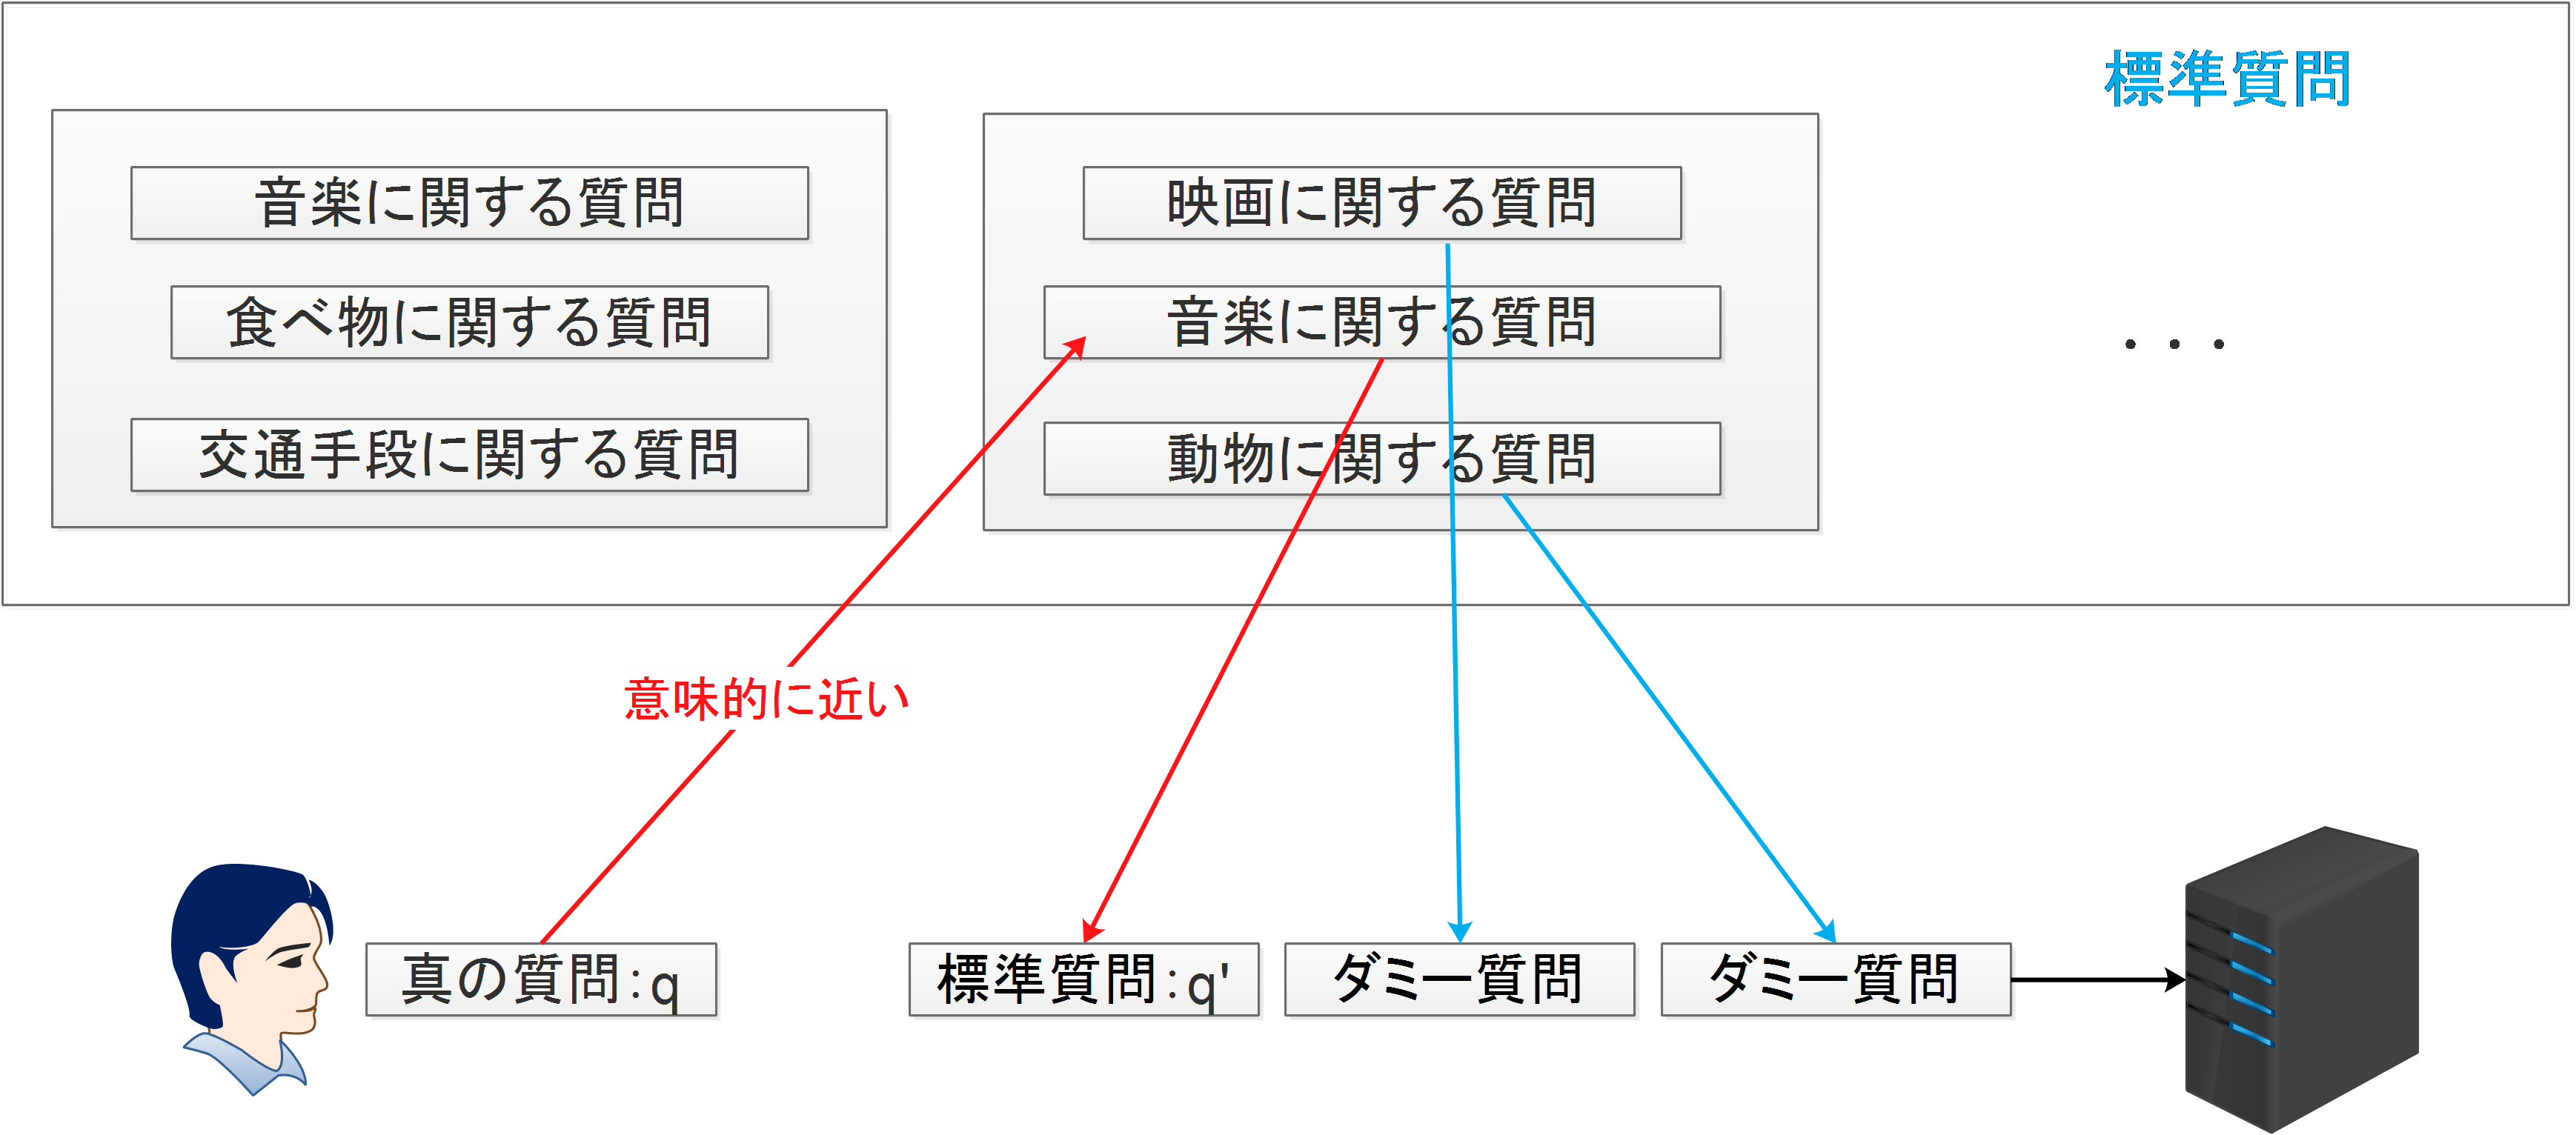 標準質問
音楽に関する質問
食べ物に関する質問
交通手段に関する質問
映画に関する質問
音楽に関する質問
動物に関する質問
・・・
意味的に近い
真の質問：q
標準質問：q'
ダミー質問
ダミー質問